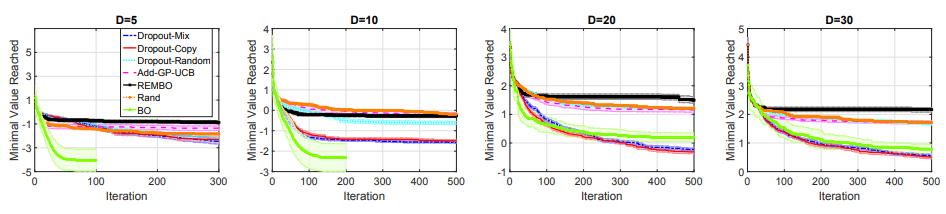 D=5
Minimal Value Reached
5
3
1
-1
-3
-5
0
100
200
300
Iteration
Dropout-Mix
Dropout-Copy
Dropout-Random
Add-GP-UCB
REMBO
Rand
BO
D=10
Minimal Value Reached
4
3
2
1
0
-1
-2
-3
0
100
200
300
400
500
Iteration
D=20
Minimal Value Reached
4
3
2
1
0
-1
0
100
200
300
400
500
Iteration
D=30
Minimal Value Reached
5
4
3
2
1
0
0
100
200
300
400
500
Iteration